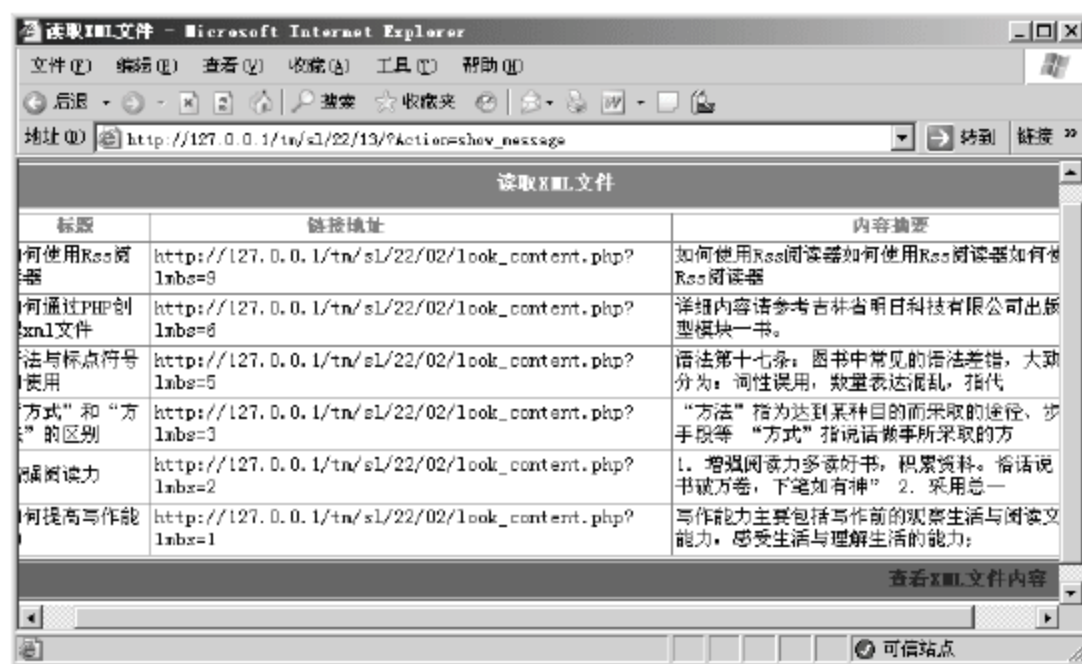 读取XML文件 - Microsoft Internet Explorer
文件(F) 编辑(E) 查看(V) 收藏(A) 工具(T) 帮助(H)
后退 搜索 收藏夹
地址(D) http://127.0.0.1/tm/sl/22/13/?Action=show_message 转到 链接 »
读取XML文件
标题 链接地址 内容摘要
何使用Rss阅 http://127.0.0.1/tm/sl/22/02/look_content.php? 如何使用Rss阅读器如何使用Rss阅读器如何使
器 lmbs=9 Rss阅读器
何通过PHP创 http://127.0.0.1/tm/sl/22/02/look_content.php? 详细内容请参考吉林省明日科技有限公司出版
xml文件 lmbs=6 型模块一书。
法与标点符号 http://127.0.0.1/tm/sl/22/02/look_content.php? 语法第十七条:图书中常见的语法差错,大致
使用 lmbs=5 分为:词性误用,数量表达混乱,指代
方式”和“方 http://127.0.0.1/tm/sl/22/02/look_content.php? “方法”指为达到某种目的而采取的途径、步
”的区别 lmbs=3 手段等 “方式”指说话做事所采取的方
强阅读力 http://127.0.0.1/tm/sl/22/02/look_content.php? 1. 增强阅读力多读好书,积累资料。俗话说
lmbs=2 书破万卷,下笔如有神” 2. 采用总一
何提高写作能 http://127.0.0.1/tm/sl/22/02/look_content.php? 写作能力主要包括写作前的观察生活与阅读文
lmbs=1 能力,感受生活与理解生活的能力;
查看XML文件内容
可信站点